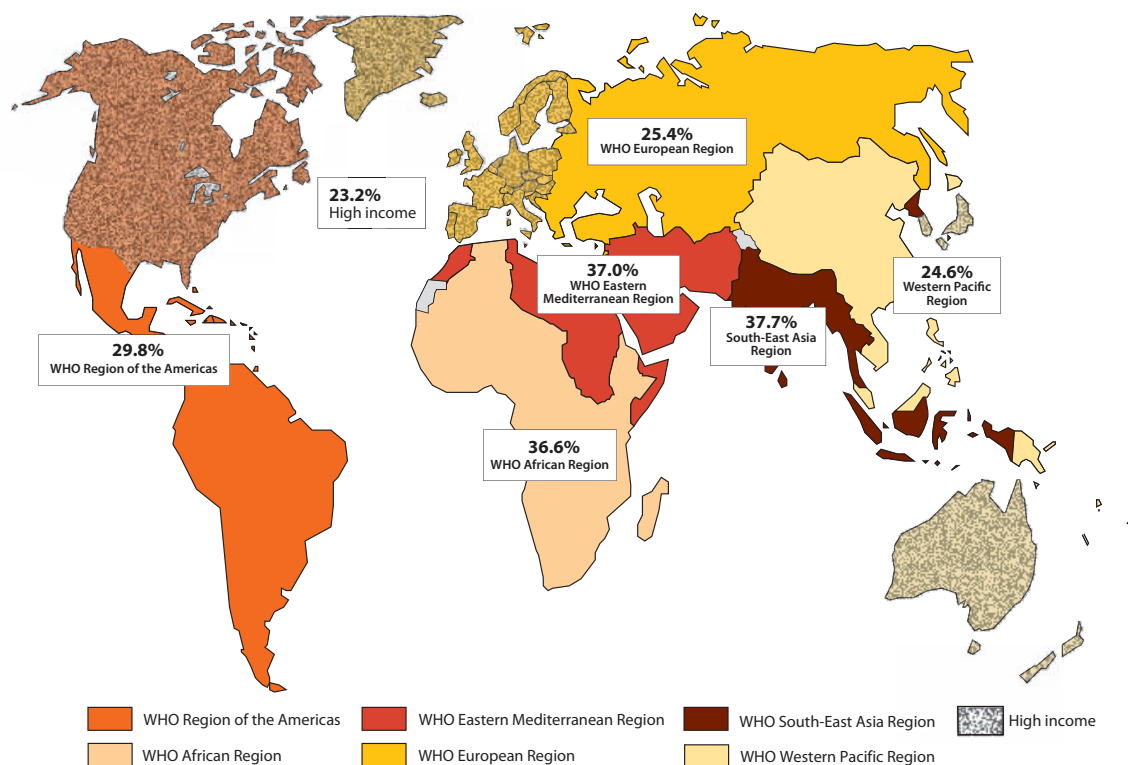 25.4%
WHO European Region
23.2%
High income
37.0%
WHO Eastern
Mediterranean Region
24.6%
Western Pacific
Region
37.7%
South-East Asia
Region
29.8%
WHO Region of the Americas
36.6%
WHO African Region
WHO Region of the Americas
WHO Eastern Mediterranean Region
WHO South-East Asia Region
High income
WHO African Region
WHO European Region
WHO Western Pacific Region